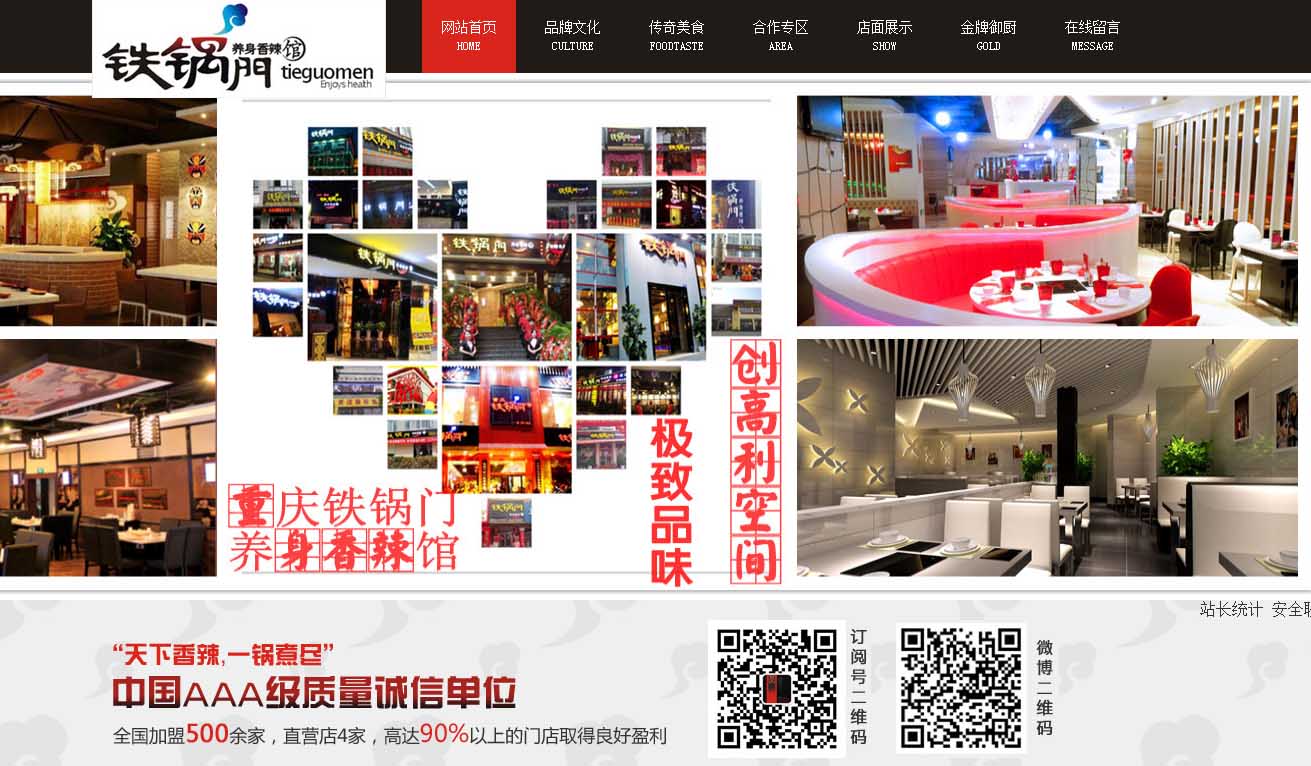 铁锅門
养身香辣馆
tieguomen
Enjoys health
网站首页
HOME
品牌文化
CULTURE
传奇美食
FOODTASTE
合作专区
AREA
店面展示
SHOW
金牌御厨
GOLD
在线留言
MESSAGE
重庆铁锅门
养身香辣馆
极致品味
创高利空间
站长统计 安全联
“天下香辣,一锅煮尽”
中国AAA级质量诚信单位
全国加盟500余家，直营店4家，高达90%以上的门店取得良好盈利
订阅号二维码
微博二维码